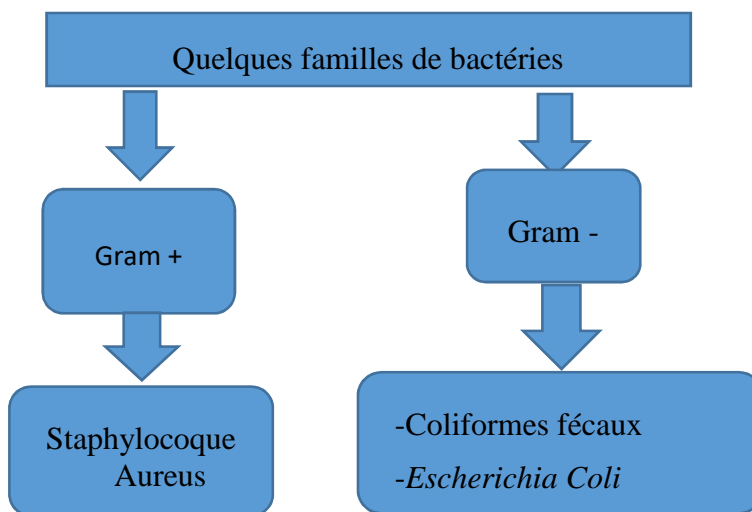 Quelques familles de bactéries
Gram +
Gram -
Staphylocoque
Aureus
-Coliformes fécaux
-Escherichia Coli